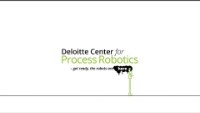 Deloitte Center for
Process Robotics
- get ready, the robots are